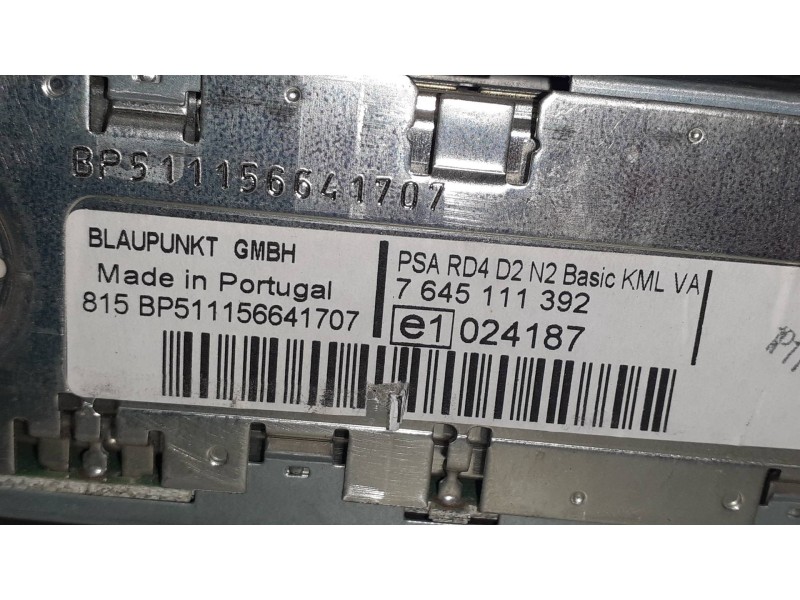 BP511156641707
BLAUPUNKT GMBH
Made in Portugal
815 BP511156641707
PSA RD4 D2 N2 Basic KML VA
7 645 111 392
e1 024187